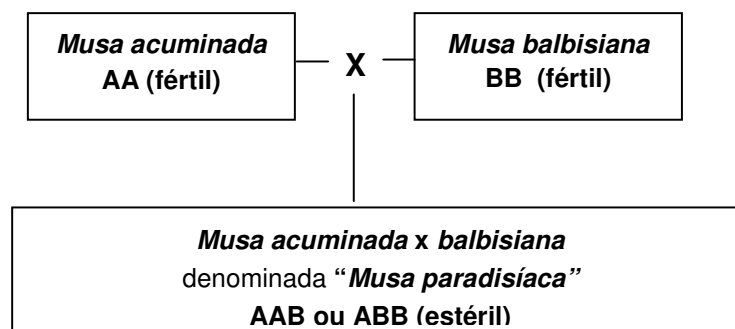 Musa acuminada
AA (fértil)
X
Musa balbisiana
BB (fértil)
Musa acuminada x balbisiana
denominada “Musa paradisíaca”
AAB ou ABB (estéril)